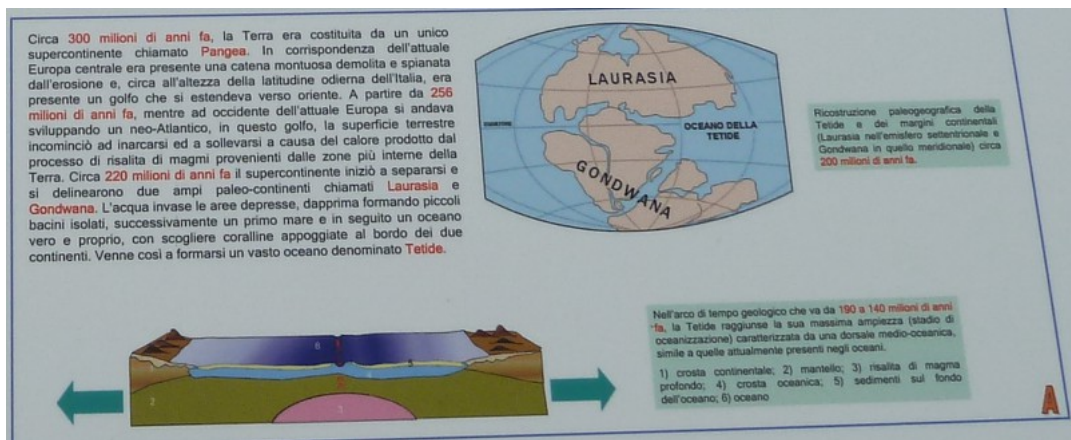 Circa 300 milioni di anni fa, la Terra era costituita da un unico
supercontinente chiamato Pangea. In corrispondenza dell'attuale
Europa centrale era presente una catena montuosa demolita e spianata
dall'erosione e, circa all'altezza della latitudine odierna dell'Italia, era
presente un golfo che si estendeva verso oriente. A partire da 256
milioni di anni fa, mentre ad occidente dell'attuale Europa si andava
sviluppando un neo-Atlantico, in questo golfo, la superficie terrestre
incominciò ad inarcarsi ed a sollevarsi a causa del calore prodotto dal
processo di risalita di magmi provenienti dalle zone più interne della
Terra. Circa 220 milioni di anni fa il supercontinente iniziò a separarsi e
si delinearono due ampi paleo-continenti chiamati Laurasia e
Gondwana. L'acqua invase le aree depresse, dapprima formando piccoli
bacini isolati, successivamente un primo mare e in seguito un oceano
vero e proprio, con scogliere coralline appoggiate al bordo dei due
continenti. Venne così a formarsi un vasto oceano denominato Tetide.
LAURASIA
OCEANO DELLA
TETIDE
GONDWANA
Ricostruzione paleogeografica della
Tetide e dei margini continentali
(Laurasia nell'emisfero settentrionale e
Gondwana in quello meridionale) circa
200 milioni di anni fa.
Nell'arco di tempo geologico che va da 190 a 140 milioni di anni
fa, la Tetide raggiunse la sua massima ampiezza (stadio di
oceanizzazione) caratterizzata da una dorsale medio-oceanica,
simile a quelle attualmente presenti negli oceani.
1) crosta continentale; 2) mantello; 3) risalita di magma
profondo; 4) crosta oceanica; 5) sedimenti sul fondo
dell'oceano; 6) oceano
6
5
4
2
3
A